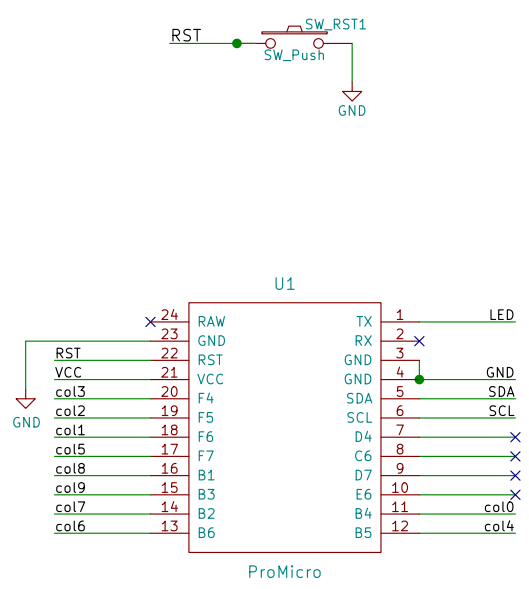 RST
SW_RST1
SW_Push
GND
U1
24 RAW TX 1 LED
23 GND RX 2
RST 22 RST GND 3
VCC 21 VCC GND 4 GND
col3 20 F4 SDA 5 SDA
GND
col2 19 F5 SCL 6 SCL
col1 18 F6 D4 7
col5 17 F7 C6 8
col8 16 B1 D7 9
col9 15 B3 E6 10
col7 14 B2 B4 11 col0
col6 13 B6 B5 12 col4
ProMicro